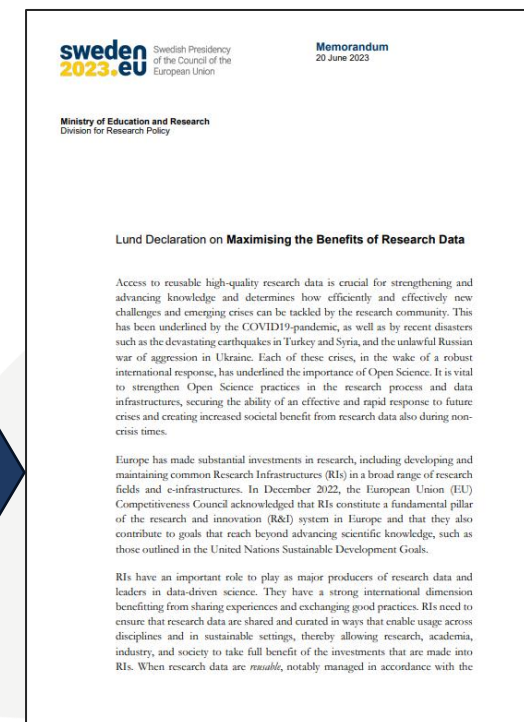 sweden
2023.eu
Swedish Presidency
of the Council of the
European Union
Memorandum
20 June 2023
Ministry of Education and Research
Division for Research Policy
Lund Declaration on Maximising the Benefits of Research Data
Access to reusable high-quality research data is crucial for strengthening and
advancing knowledge and determines how efficiently and effectively new
challenges and emerging crises can be tackled by the research community. This
has been underlined by the COVID19-pandemic, as well as by recent disasters
such as the devastating earthquakes in Turkey and Syria, and the unlawful Russian
war of aggression in Ukraine. Each of these crises, in the wake of a robust
international response, has underlined the importance of Open Science. It is vital
to strengthen Open Science practices in the research process and data
infrastructures, securing the ability of an effective and rapid response to future
crises and creating increased societal benefit from research data also during non-
crisis times.
Europe has made substantial investments in research, including developing and
maintaining common Research Infrastructures (RIs) in a broad range of research
fields and e-infrastructures. In December 2022, the European Union (EU)
Competitiveness Council acknowledged that RIs constitute a fundamental pillar
of the research and innovation (R&I) system in Europe and that they also
contribute to goals that reach beyond advancing scientific knowledge, such as
those outlined in the United Nations Sustainable Development Goals.
RIs have an important role to play as major producers of research data and
leaders in data-driven science. They have a strong international dimension
benefitting from sharing experiences and exchanging good practices. RIs need to
ensure that research data are shared and curated in ways that enable usage across
disciplines and in sustainable settings, thereby allowing research, academia,
industry, and society to take full benefit of the investments that are made into
RIs. When research data are reusable, notably managed in accordance with the